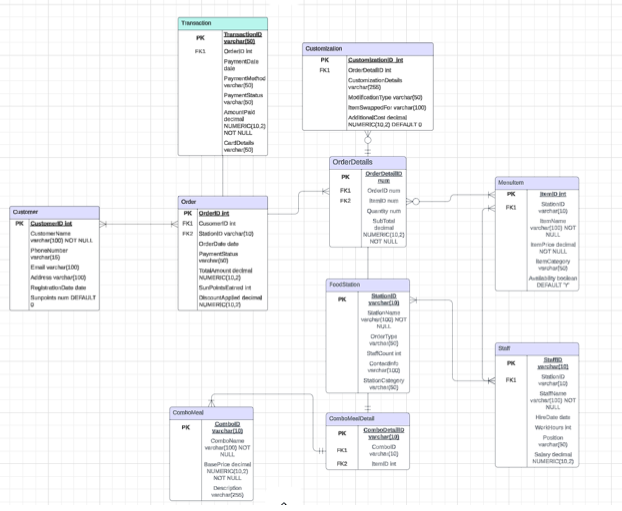 Transaction
PK TransactionID varchar(50)
FK1 OrderID int
PaymentDate date
PaymentMethod varchar(50)
PaymentStatus varchar(50)
AmountPaid decimal NUMERIC(10,2) NOT NULL
CardDetails varchar(50)
Customization
PK CustomizationID int
FK1 OrderDetailID int
CustomizationDetails varchar(255)
ModificationType varchar(50)
ItemSwappedFor varchar(100)
AdditionalCost decimal NUMERIC(10,2) DEFAULT 0
OrderDetails
PK OrderDetailID num
FK1 OrderID num
FK2 ItemID num
Quantity num
SubTotal decimal NUMERIC(10,2) NOT NULL
MenuItem
PK ItemID int
FK1 StationID varchar(10)
ItemName varchar(100) NOT NULL
ItemPrice decimal NOT NULL
ItemCategory varchar(50)
Availability boolean DEFAULT 'Y'
Customer
PK CustomerID int
CustomerName varchar(100) NOT NULL
PhoneNumber varchar(15)
Email varchar(100)
Address varchar(100)
RegistrationDate date
Sunpoints num DEFAULT 0
Order
PK OrderID int
FK1 CustomerID int
FK2 StationID varchar(10)
OrderDate date
PaymentStatus varchar(50)
TotalAmount decimal NUMERIC(10,2)
SunPointsEarned int
DiscountApplied decimal NUMERIC(10,2)
FoodStation
PK StationID varchar(10)
StationName varchar(100) NOT NULL
OrderType varchar(50)
StaffCount int
ContactInfo varchar(100)
StationCategory varchar(50)
Staff
PK StaffID varchar(10)
FK1 StationID varchar(10)
StaffName varchar(100) NOT NULL
HireDate date
WorkHours int
Position varchar(50)
Salary decimal NUMERIC(10,2)
ComboMeal
PK ComboID varchar(10)
ComboName varchar(100) NOT NULL
BasePrice decimal NUMERIC(10,2) NOT NULL
Description varchar(255)
ComboMealDetail
PK ComboDetailID varchar(10)
FK1 ComboID varchar(10)
FK2 ItemID int